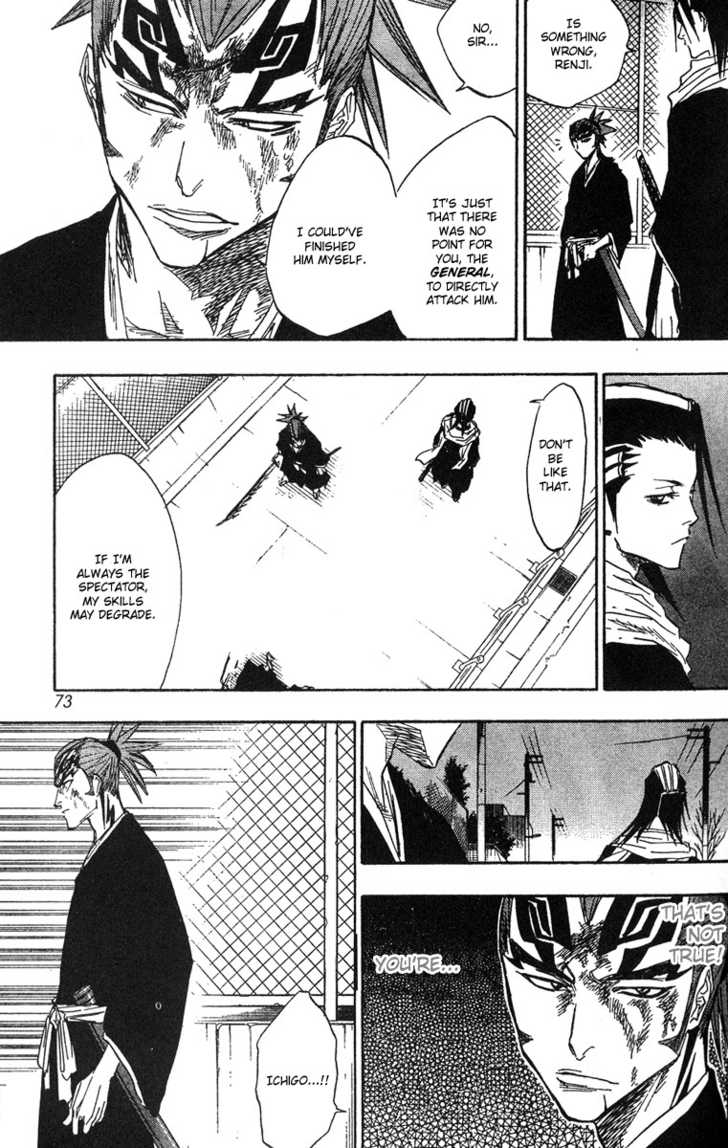 IS
SOMETHING
WRONG,
RENJI.
NO,
SIR...
IT'S JUST
THAT THERE
WAS NO
POINT FOR
YOU, THE
GENERAL,
TO DIRECTLY
ATTACK HIM.
I COULD'VE
FINISHED
HIM MYSELF.
DON'T
BE
LIKE
THAT.
IF I'M
ALWAYS THE
SPECTATOR,
MY SKILLS
MAY DEGRADE.
73
THAT'S
NOT
TRUE!
YOU'RE...
ICHIGO...!!